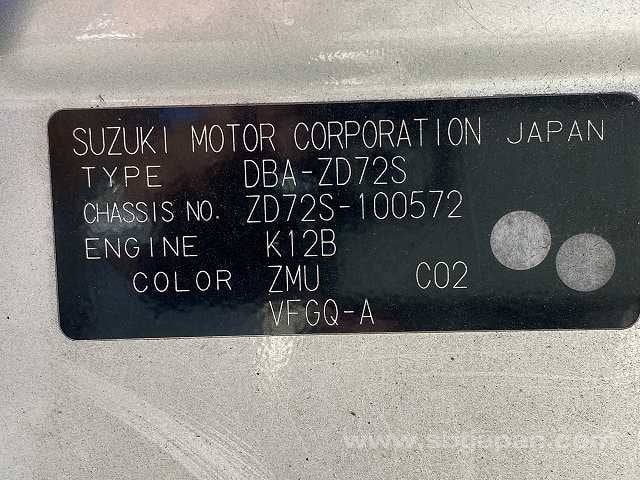 SUZUKI MOTOR CORPORATION JAPAN
TYPE DBA-ZD72S
CHASSIS NO. ZD72S-100572
ENGINE K12B
COLOR ZMU C02
VFGQ-A
www.sbtjapan.com